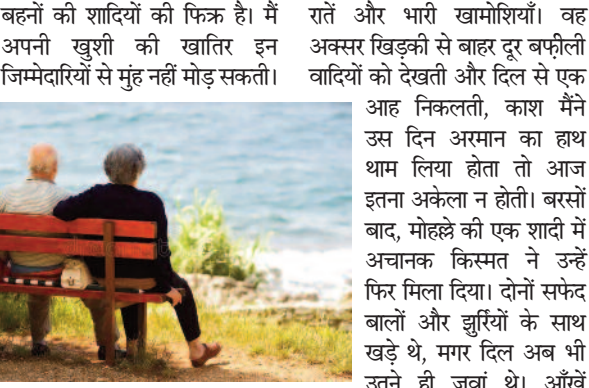 बहनों की शादियों की फिक्र है। मैं
अपनी खुशी की खातिर इन
जिम्मेदारियों से मुंह नहीं मोड़ सकती।
रातें और भारी खामोशियाँ। वह
अक्सर खिड़की से बाहर दूर बर्फ़ीली
वादियों को देखती और दिल से एक
आह निकलती, काश मैंने
उस दिन अरमान का हाथ
थाम लिया होता तो आज
इतना अकेला न होती। बरसों
बाद, मोहल्ले की एक शादी में
अचानक किस्मत ने उन्हें
फिर मिला दिया। दोनों सफेद
बालों और झुर्रियों के साथ
खड़े थे, मगर दिल अब भी
उतने ही जवां थे। आँखें